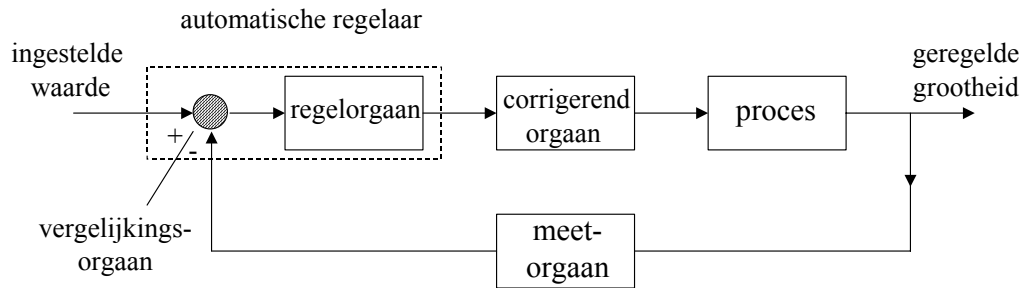 automatische regelaar
ingestelde
waarde
geregelde
grootheid
regelorgaan
corrigerend
orgaan
proces
+
-
vergelijkings-
orgaan
meet-
orgaan